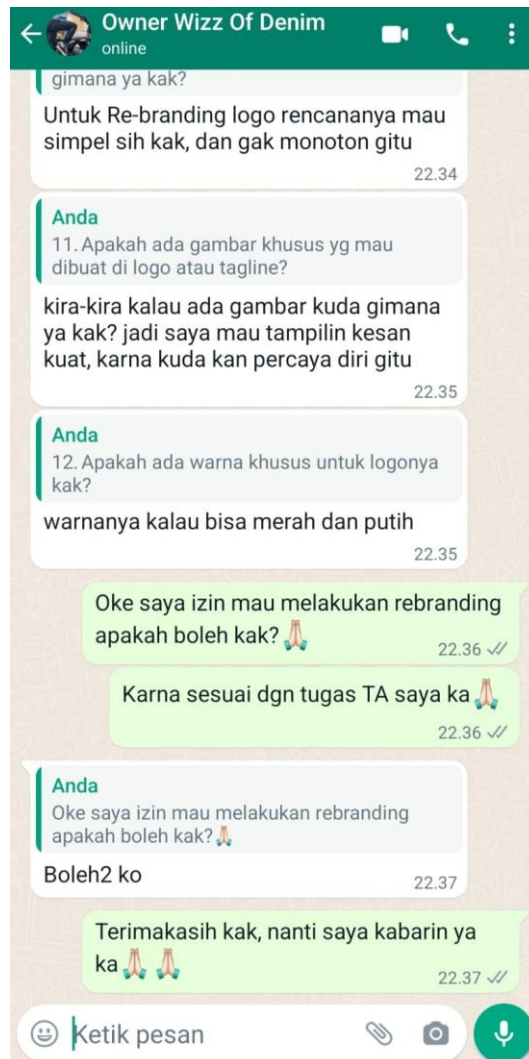 Owner Wizz Of Denim
online
gimana ya kak?
Untuk Re-branding logo rencananya mau
simpel sih kak, dan gak monoton gitu
22.34
Anda
11. Apakah ada gambar khusus yg mau
dibuat di logo atau tagline?
kira-kira kalau ada gambar kuda gimana
ya kak? jadi saya mau tampilin kesan
kuat, karna kuda kan percaya diri gitu
22.35
Anda
12. Apakah ada warna khusus untuk logonya
kak?
warnanya kalau bisa merah dan putih
22.35
Oke saya izin mau melakukan rebranding
apakah boleh kak?🙏🏻
22.36
Karna sesuai dgn tugas TA saya ka🙏🏻
22.36
Anda
Oke saya izin mau melakukan rebranding
apakah boleh kak?🙏🏻
Boleh2 ko
22.37
Terimakasih kak, nanti saya kabarin ya
ka🙏🏻 🙏🏻
22.37
Ketik pesan